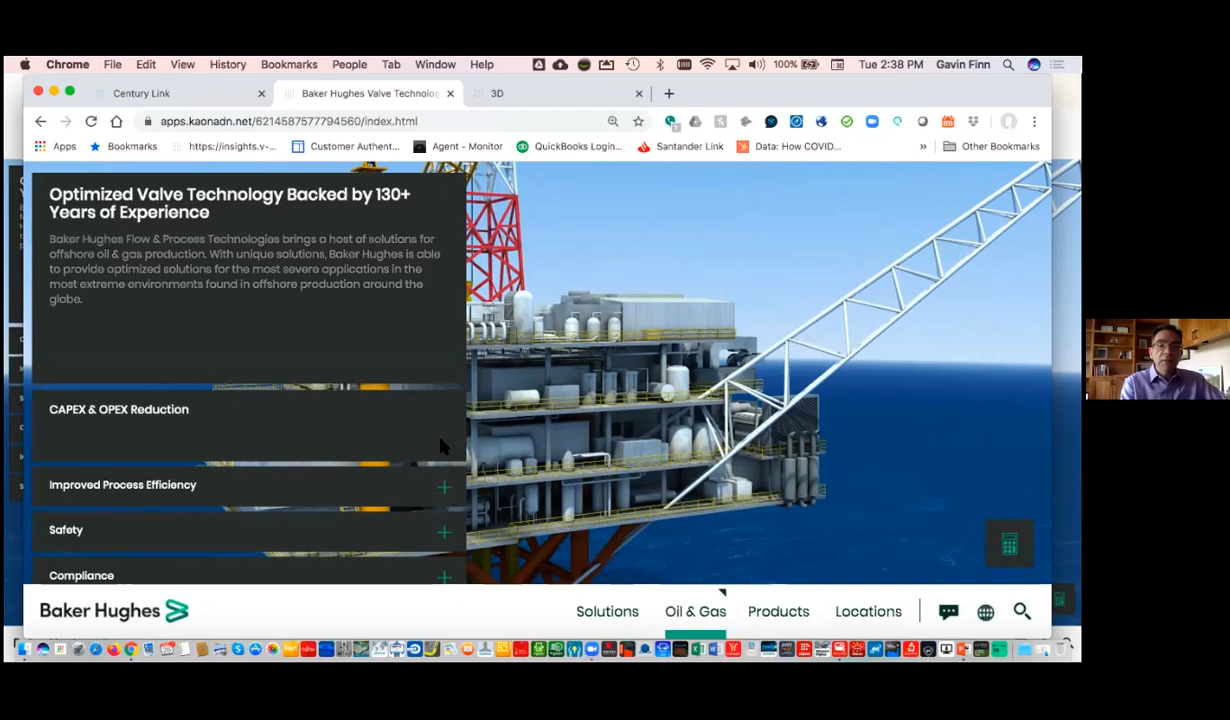 Chrome File Edit View History Bookmarks People Tab Window Help 100% Tue 2:38 PM Gavin Finn
Century Link
Baker Hughes Valve Technolog
3D
apps.kaonadn.net/6214587577794560/index.html
Apps Bookmarks https://insights.v-... Customer Authent... Agent - Monitor QuickBooks Login... Santander Link Data: How COVID... » Other Bookmarks
Optimized Valve Technology Backed by 130+
Years of Experience
Baker Hughes Flow & Process Technologies brings a host of solutions for
offshore oil & gas production. With unique solutions, Baker Hughes is able
to provide optimized solutions for the most severe applications in the
most extreme environments found in offshore production around the
globe.
CAPEX & OPEX Reduction
Improved Process Efficiency
Safety
Compliance
Baker Hughes Solutions Oil & Gas Products Locations